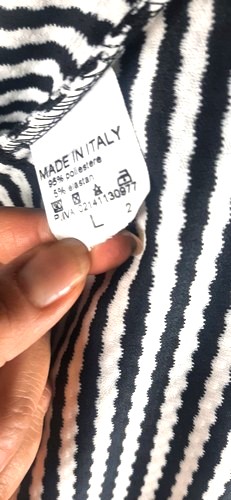 MADE IN ITALY
95% poliestere
5% elastan
P.IVA 02141130977
L 2